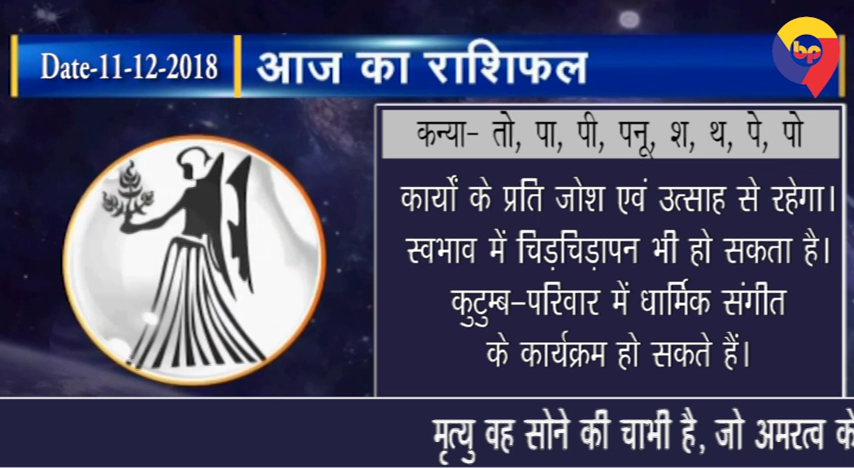 bp
Date-11-12-2018
आज का राशिफल
कन्या- तो, पा, पी, पनू, श, थ, पे, पो
कार्यों के प्रति जोश एवं उत्साह से रहेगा।
स्वभाव में चिड़चिड़ापन भी हो सकता है।
कुटुम्ब-परिवार में धार्मिक संगीत
के कार्यक्रम हो सकते हैं।
मृत्यु वह सोने की चाभी है, जो अमरत्व के